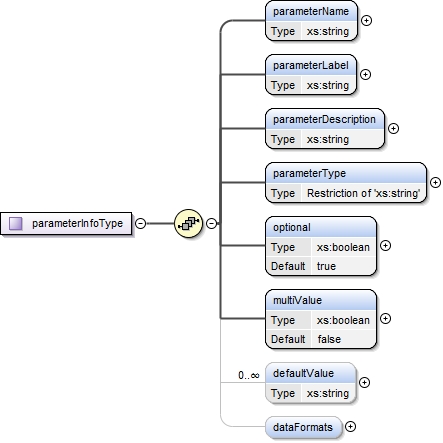 parameterName
Type xs:string
parameterLabel
Type xs:string
parameterDescription
Type xs:string
parameterType
Type Restriction of 'xs:string'
parameterInfoType
optional
Type xs:boolean
Default true
multiValue
Type xs:boolean
Default false
0..∞
defaultValue
Type xs:string
dataFormats